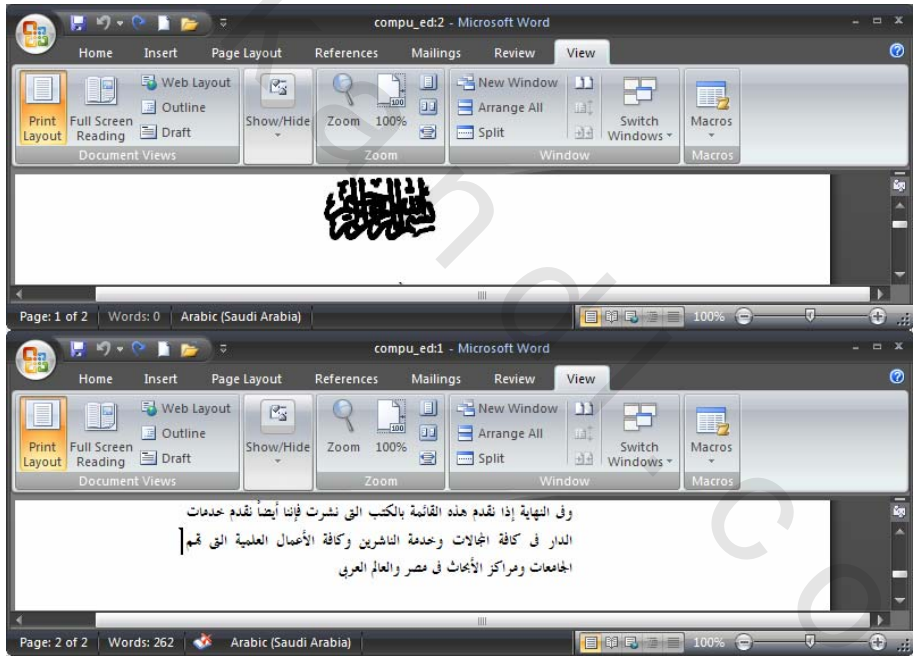 compu_ed:2 - Microsoft Word
Home Insert Page Layout References Mailings Review View
Print Layout
Full Screen Reading
Web Layout
Outline
Draft
Document Views
Show/Hide
Zoom
100%
Zoom
New Window
Arrange All
Split
Switch Windows
Window
Macros
Macros
Page: 1 of 2 Words: 0 Arabic (Saudi Arabia) 100%
compu_ed:1 - Microsoft Word
Home Insert Page Layout References Mailings Review View
Print Layout
Full Screen Reading
Web Layout
Outline
Draft
Document Views
Show/Hide
Zoom
100%
Zoom
New Window
Arrange All
Split
Switch Windows
Window
Macros
Macros
وفى النهاية إذا نقدم هذه القائمة بالكتب التى نشرت فإننا أيضاً نقدم خدمات
الدار فى كافة المجالات وخدمة الناشرين وكافة الأعمال العلمية التى تهم
الجامعات ومراكز الأبحاث فى مصر والعالم العربى
Page: 2 of 2 Words: 262 Arabic (Saudi Arabia) 100%